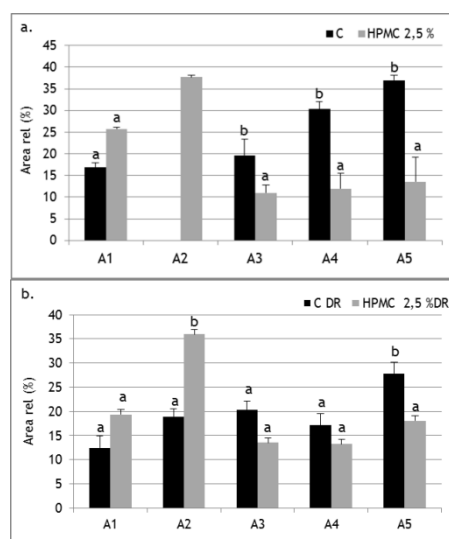 a.
C HPMC 2,5 %
Area rel (%)
45
40
35
30
25
20
15
10
5
0
a a b a b a b a
A1 A2 A3 A4 A5
b.
C DR HPMC 2,5 %DR
Area rel (%)
40
35
30
25
20
15
10
5
0
a a a b a a a a b a
A1 A2 A3 A4 A5